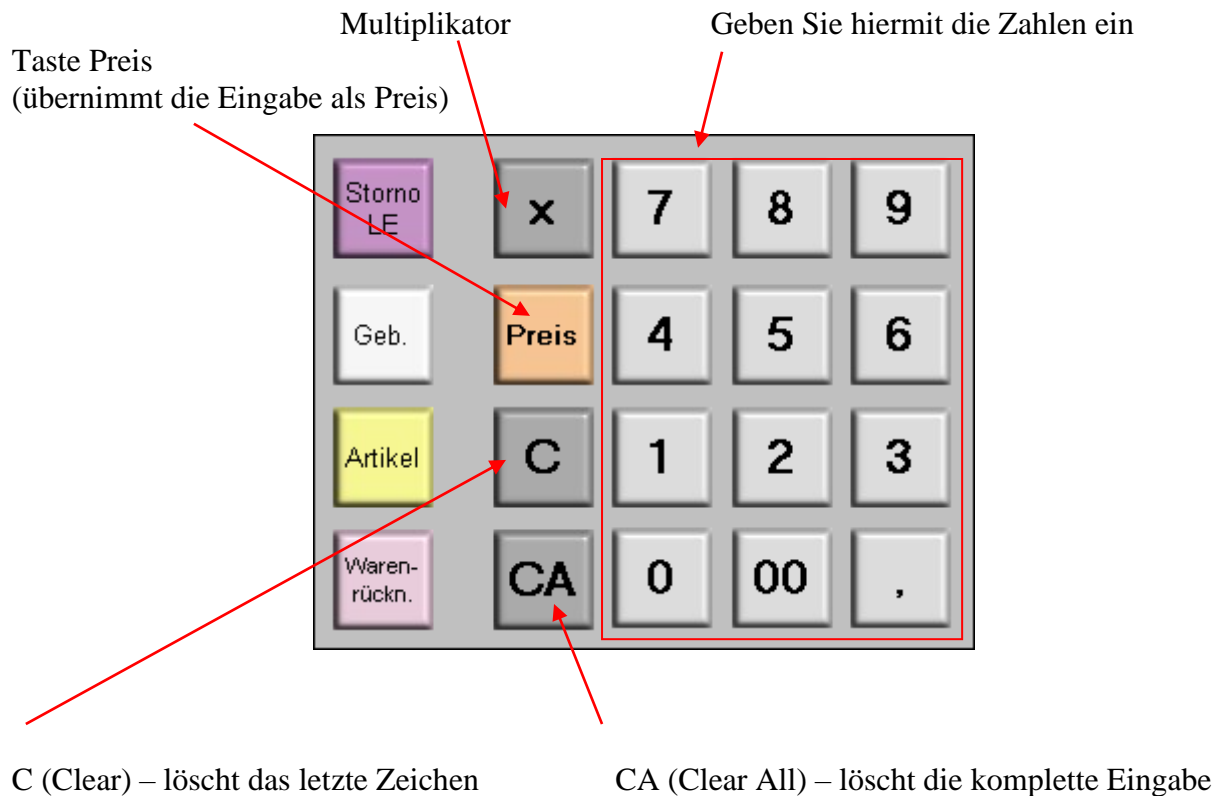 Multiplikator
Geben Sie hiermit die Zahlen ein
Taste Preis
(übernimmt die Eingabe als Preis)
Storno
LE
x
7
8
9
Geb.
Preis
4
5
6
Artikel
C
1
2
3
Waren-
rückn.
CA
0
00
,
C (Clear) – löscht das letzte Zeichen
CA (Clear All) – löscht die komplette Eingabe